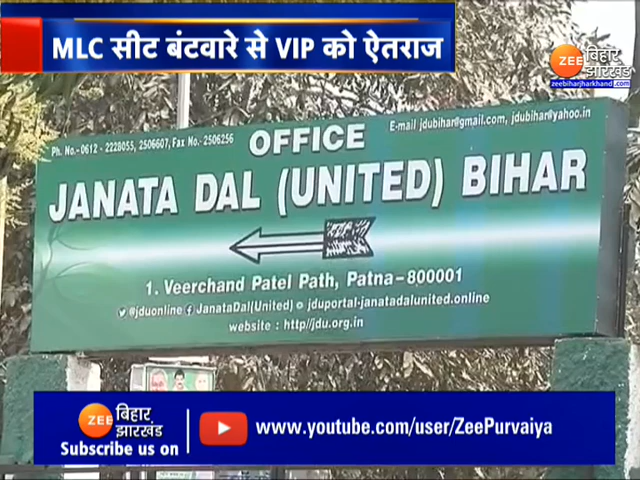 MLC सीट बंटवारे से VIP को ऐतराज
ZEE बिहार झारखण्ड
zeebiharjharkhand.com
Ph. No.-0612 - 2228055, 2506607, Fax No.-2506256
E-mail jdubihar@gmail.com, jdubihar@yahoo.in
OFFICE
JANATA DAL (UNITED) BIHAR
1. Veerchand Patel Path, Patna-800001
@jduonline JanataDal(United) jduportal-janatadalunited.online
website : http//jdu.org.in
ZEE बिहार झारखण्ड
Subscribe us on
www.youtube.com/user/ZeePurvaiya